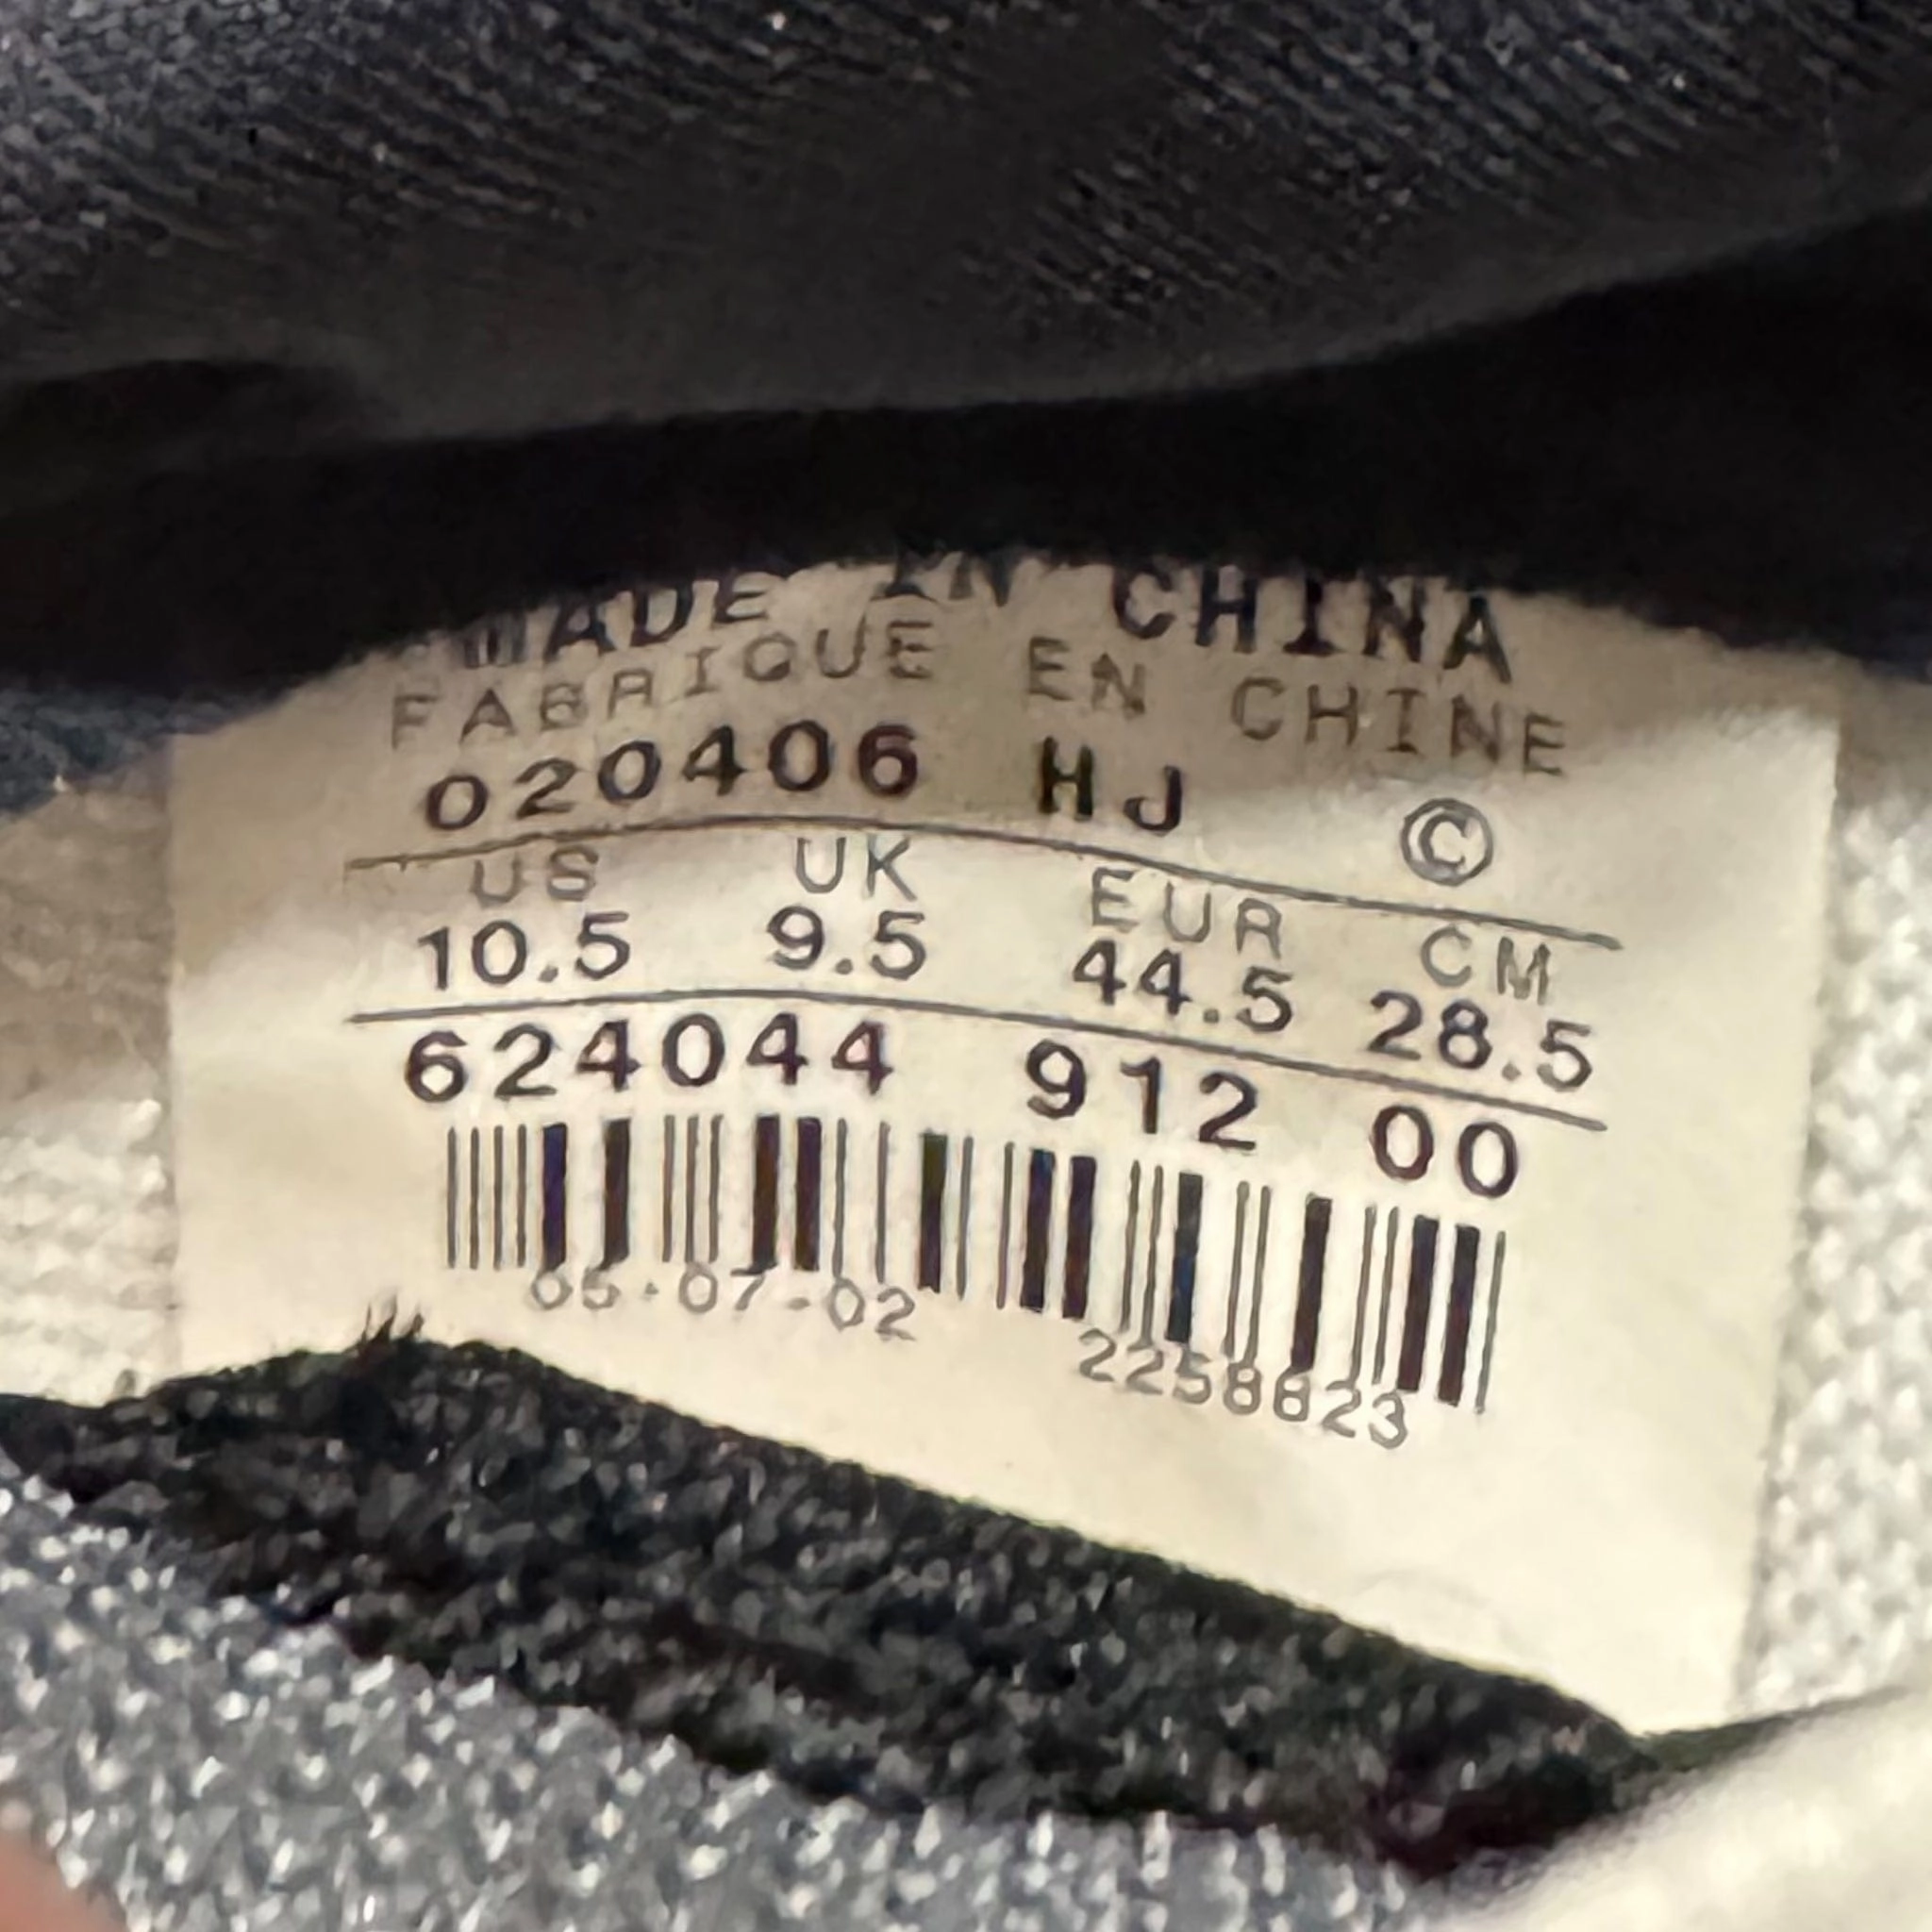 MADE IN CHINA
FABRIQUE EN CHINE
020406 HJ ©
US UK EUR CM
10.5 9.5 44.5 28.5
624044 912 00
05·07-02 2258823